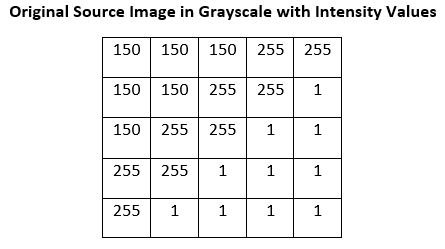 Original Source Image in Grayscale with Intensity Values
150 150 150 255 255
150 150 255 255 1
150 255 255 1 1
255 255 1 1 1
255 1 1 1 1